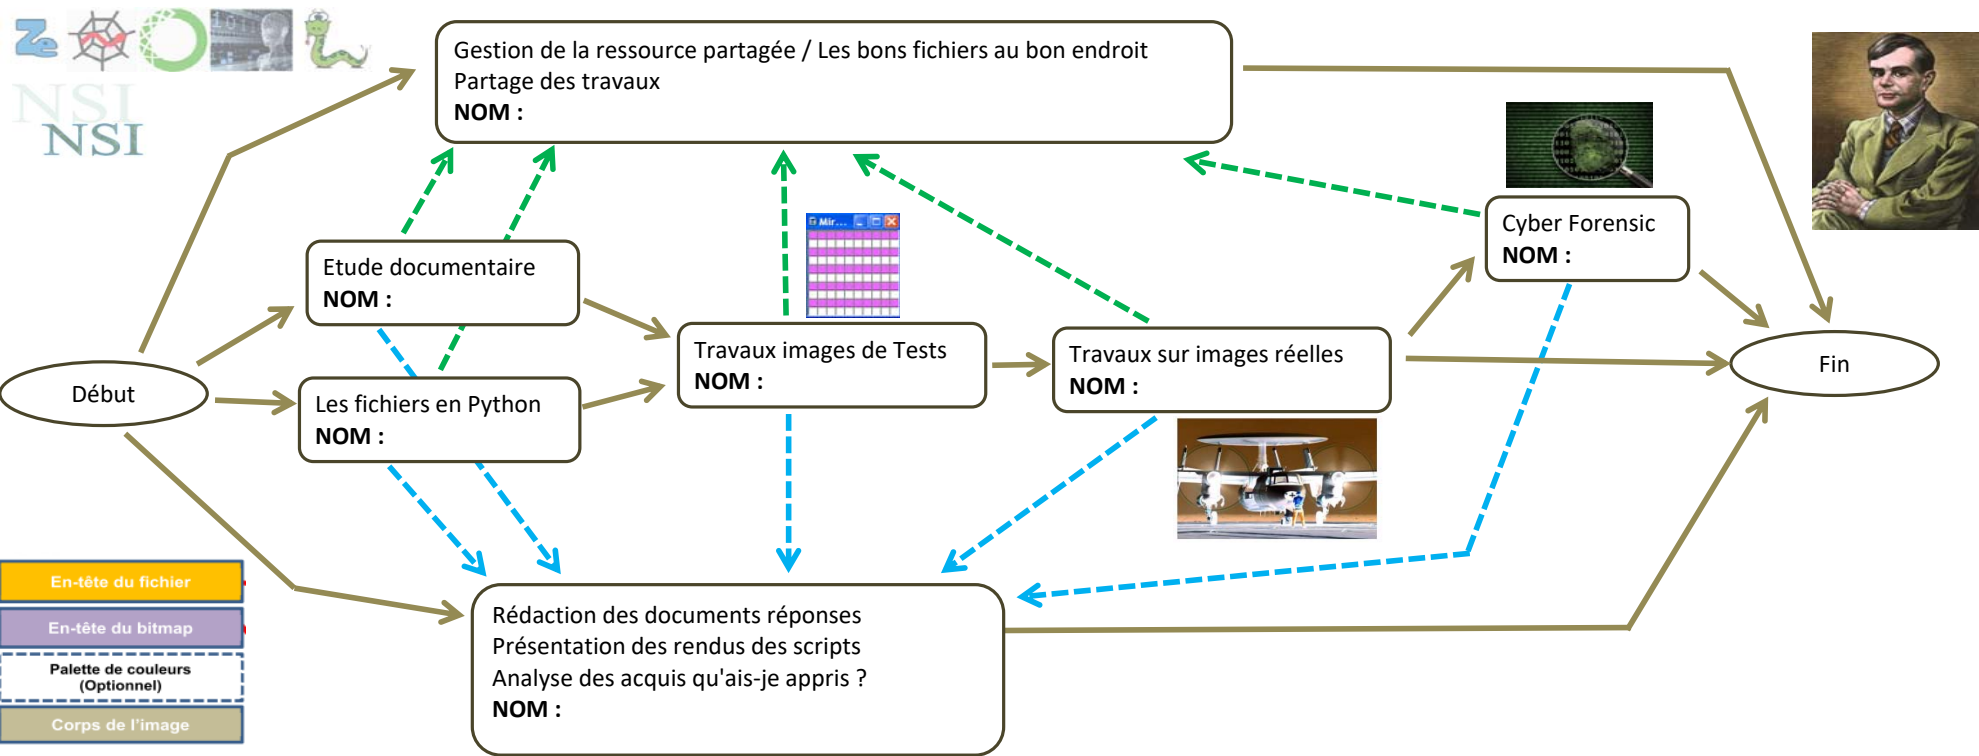 Ze
NSI
NSI
Gestion de la ressource partagée / Les bons fichiers au bon endroit
Partage des travaux
NOM :
Cyber Forensic
NOM :
Mir...
Etude documentaire
NOM :
Travaux images de Tests
NOM :
Travaux sur images réelles
NOM :
Fin
Début
Les fichiers en Python
NOM :
En-tête du fichier
En-tête du bitmap
Palette de couleurs
(Optionnel)
Corps de l'image
Rédaction des documents réponses
Présentation des rendus des scripts
Analyse des acquis qu'ais-je appris ?
NOM :